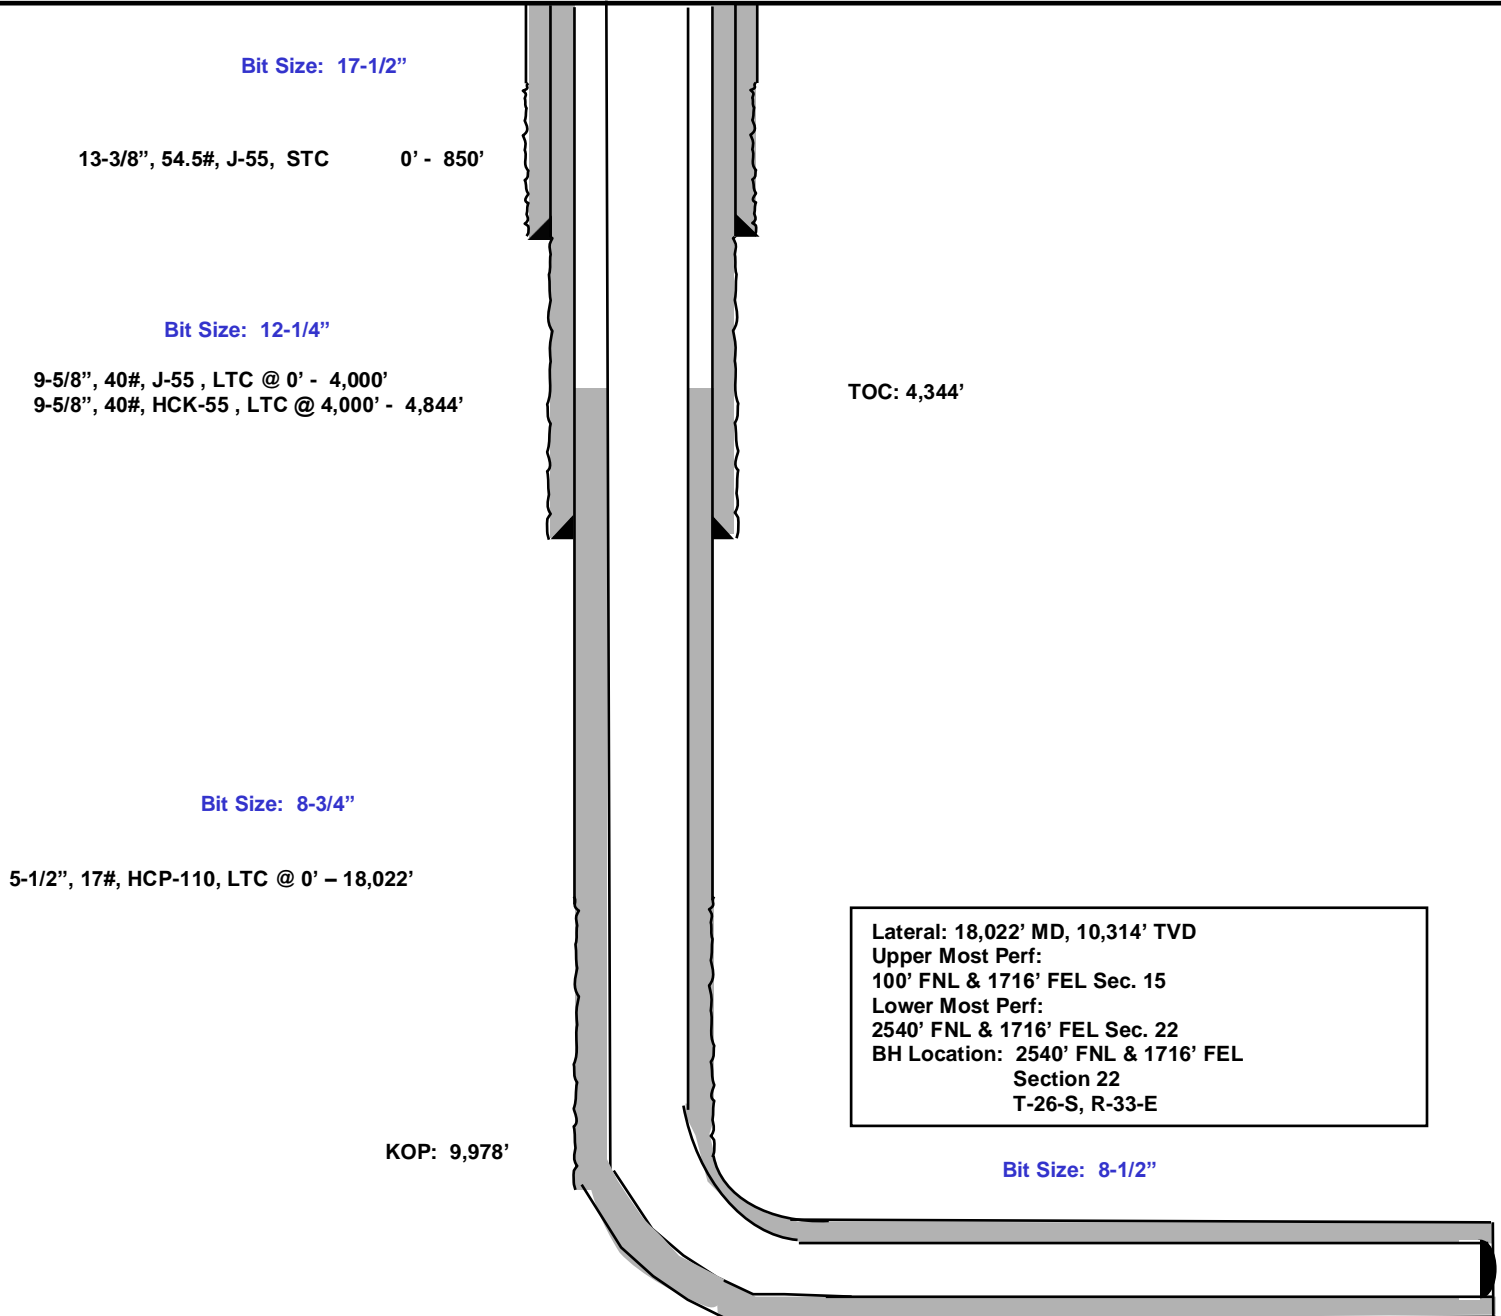 Bit Size: 17-1/2”
13-3/8”, 54.5#, J-55, STC 0’ - 850’
Bit Size: 12-1/4”
9-5/8”, 40#, J-55 , LTC @ 0’ - 4,000’
9-5/8”, 40#, HCK-55 , LTC @ 4,000’ - 4,844’
TOC: 4,344’
Bit Size: 8-3/4”
5-1/2”, 17#, HCP-110, LTC @ 0’ – 18,022’
Lateral: 18,022’ MD, 10,314’ TVD
Upper Most Perf:
100’ FNL & 1716’ FEL Sec. 15
Lower Most Perf:
2540’ FNL & 1716’ FEL Sec. 22
BH Location: 2540’ FNL & 1716’ FEL
Section 22
T-26-S, R-33-E
KOP: 9,978’
Bit Size: 8-1/2”